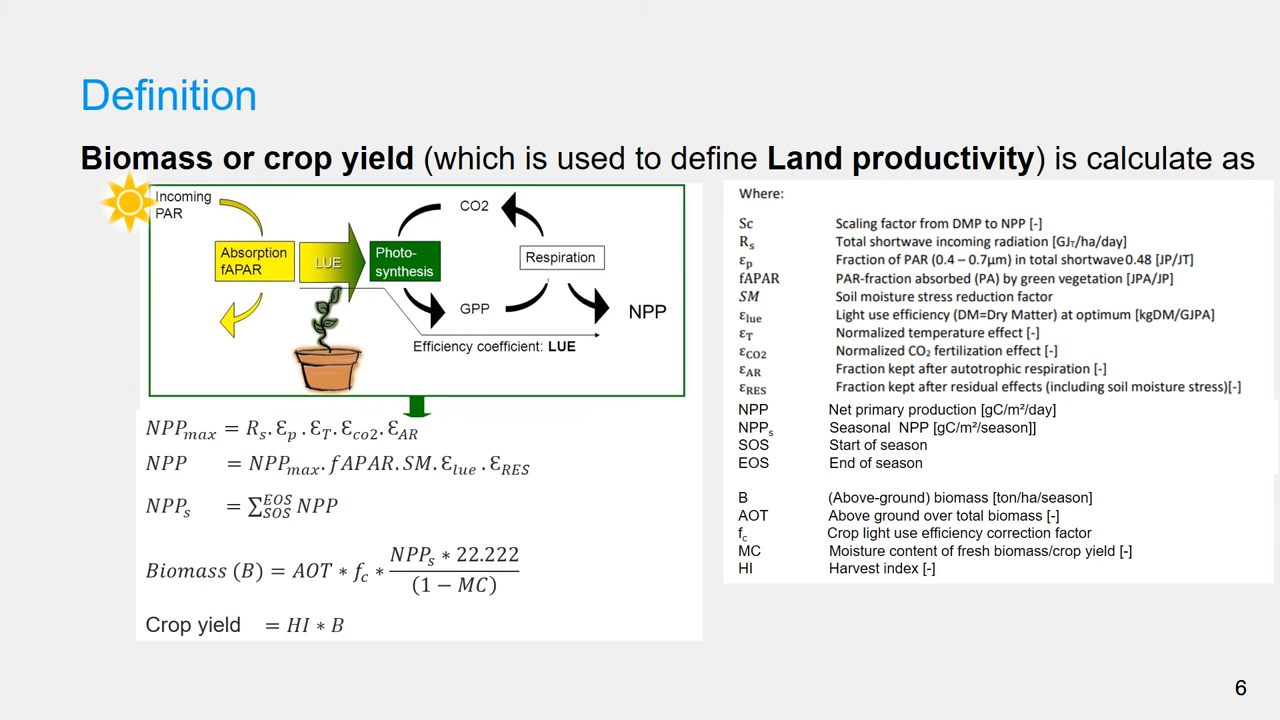 Definition
Biomass or crop yield (which is used to define Land productivity) is calculate as
Incoming
PAR
Absorption
fAPAR
LUE
Photo-
synthesis
CO2
Respiration
GPP
NPP
Efficiency coefficient: LUE
NPPmax = Rs.Ɛp.ƐT.Ɛco2.ƐAR
NPP = NPPmax.fAPAR.SM.Ɛlue.ƐRES
NPPs = ∑SOS^EOS NPP
Biomass (B) = AOT * fc * NPPs * 22.222 / (1 − MC)
Crop yield = HI * B
Where:
Sc Scaling factor from DMP to NPP [-]
Rs Total shortwave incoming radiation [GJT/ha/day]
εp Fraction of PAR (0.4 – 0.7µm) in total shortwave 0.48 [JP/JT]
fAPAR PAR-fraction absorbed (PA) by green vegetation [JPA/JP]
SM Soil moisture stress reduction factor
εlue Light use efficiency (DM=Dry Matter) at optimum [kgDM/GJPA]
εT Normalized temperature effect [-]
εCO2 Normalized CO2 fertilization effect [-]
εAR Fraction kept after autotrophic respiration [-]
εRES Fraction kept after residual effects (including soil moisture stress)[-]
NPP Net primary production [gC/m²/day]
NPPs Seasonal NPP [gC/m²/season]]
SOS Start of season
EOS End of season
B (Above-ground) biomass [ton/ha/season]
AOT Above ground over total biomass [-]
fc Crop light use efficiency correction factor
MC Moisture content of fresh biomass/crop yield [-]
HI Harvest index [-]
6